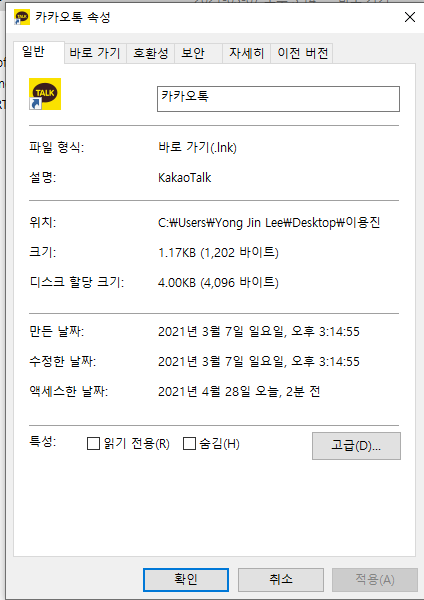 카카오톡 속성
일반 바로 가기 호환성 보안 자세히 이전 버전
TALK
카카오톡
파일 형식: 바로 가기(.lnk)
설명: KakaoTalk
위치: C:₩Users₩Yong Jin Lee₩Desktop₩이용진
크기: 1.17KB (1,202 바이트)
디스크 할당 크기: 4.00KB (4,096 바이트)
만든 날짜: 2021년 3월 7일 일요일, 오후 3:14:55
수정한 날짜: 2021년 3월 7일 일요일, 오후 3:14:55
액세스한 날짜: 2021년 4월 28일 오늘, 2분 전
특성: 읽기 전용(R) 숨김(H) 고급(D)...
확인 취소 적용(A)